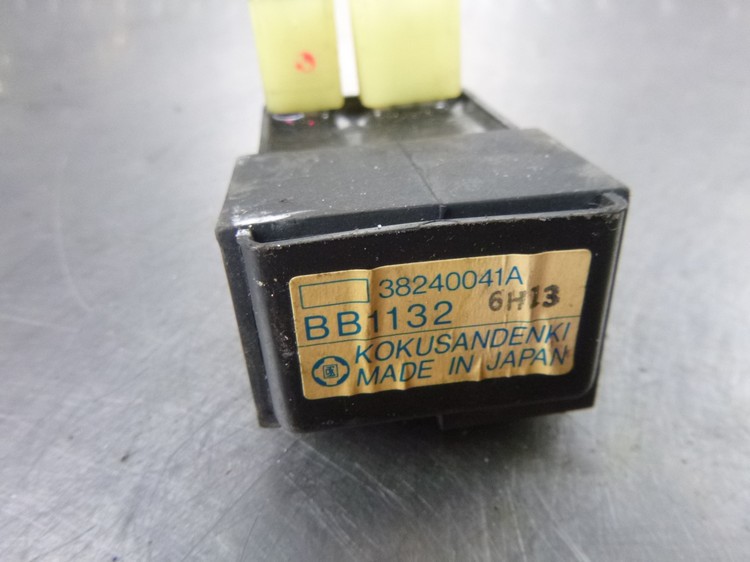 38240041A
BB1132 6H13
KOKUSANDENKI
MADE IN JAPAN